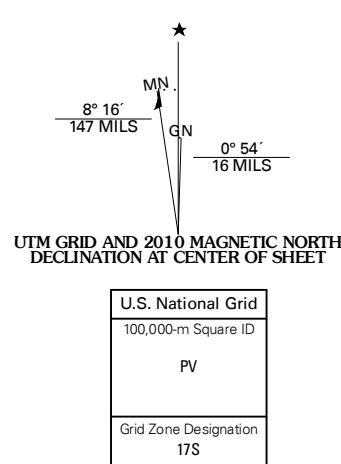 ★
MN.
8° 16´
147 MILS
GN
0° 54´
16 MILS
UTM GRID AND 2010 MAGNETIC NORTH
DECLINATION AT CENTER OF SHEET
U.S. National Grid
100,000-m Square ID
PV
Grid Zone Designation
17S